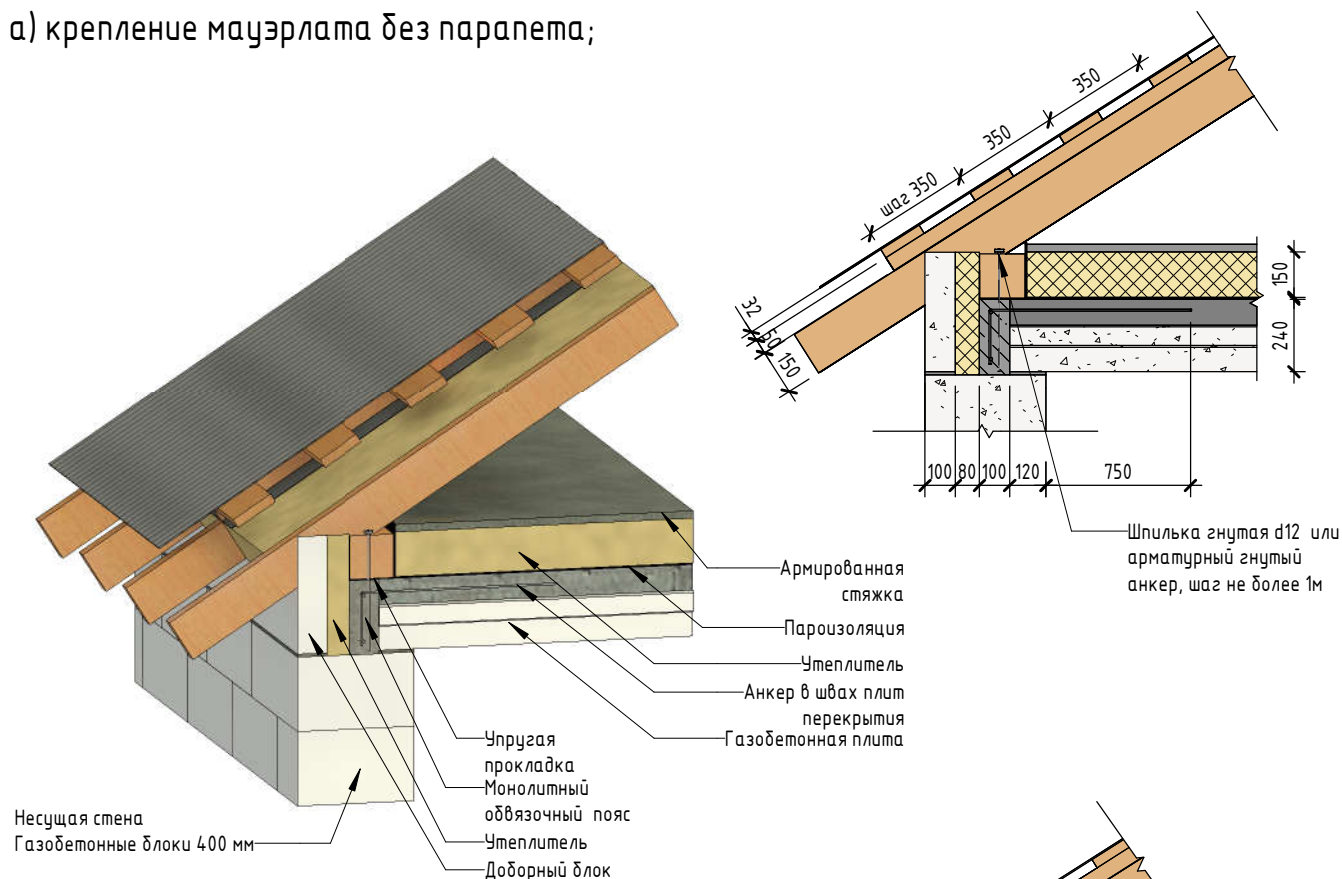 а) крепление мауэрлата без парапета;
350
350
шаг 350
32
50
150
150
240
100
80
100
120
750
Шпилька гнутая d12 или
арматурный гнутый
анкер, шаг не более 1м
Армированная
стяжка
Пароизоляция
Утеплитель
Анкер в швах плит
перекрытия
Газобетонная плита
Упругая
прокладка
Монолитный
обвязочный пояс
Утеплитель
Доборный блок
Несущая стена
Газобетонные блоки 400 мм